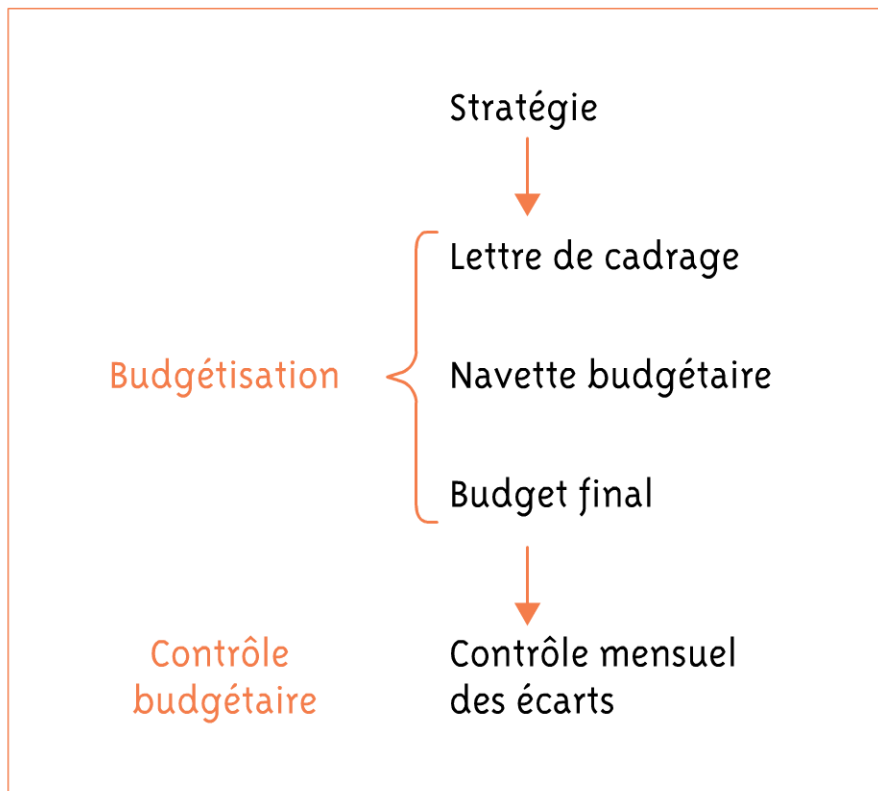 Stratégie
Lettre de cadrage
Budgétisation
Navette budgétaire
Budget final
Contrôle
budgétaire
Contrôle mensuel
des écarts